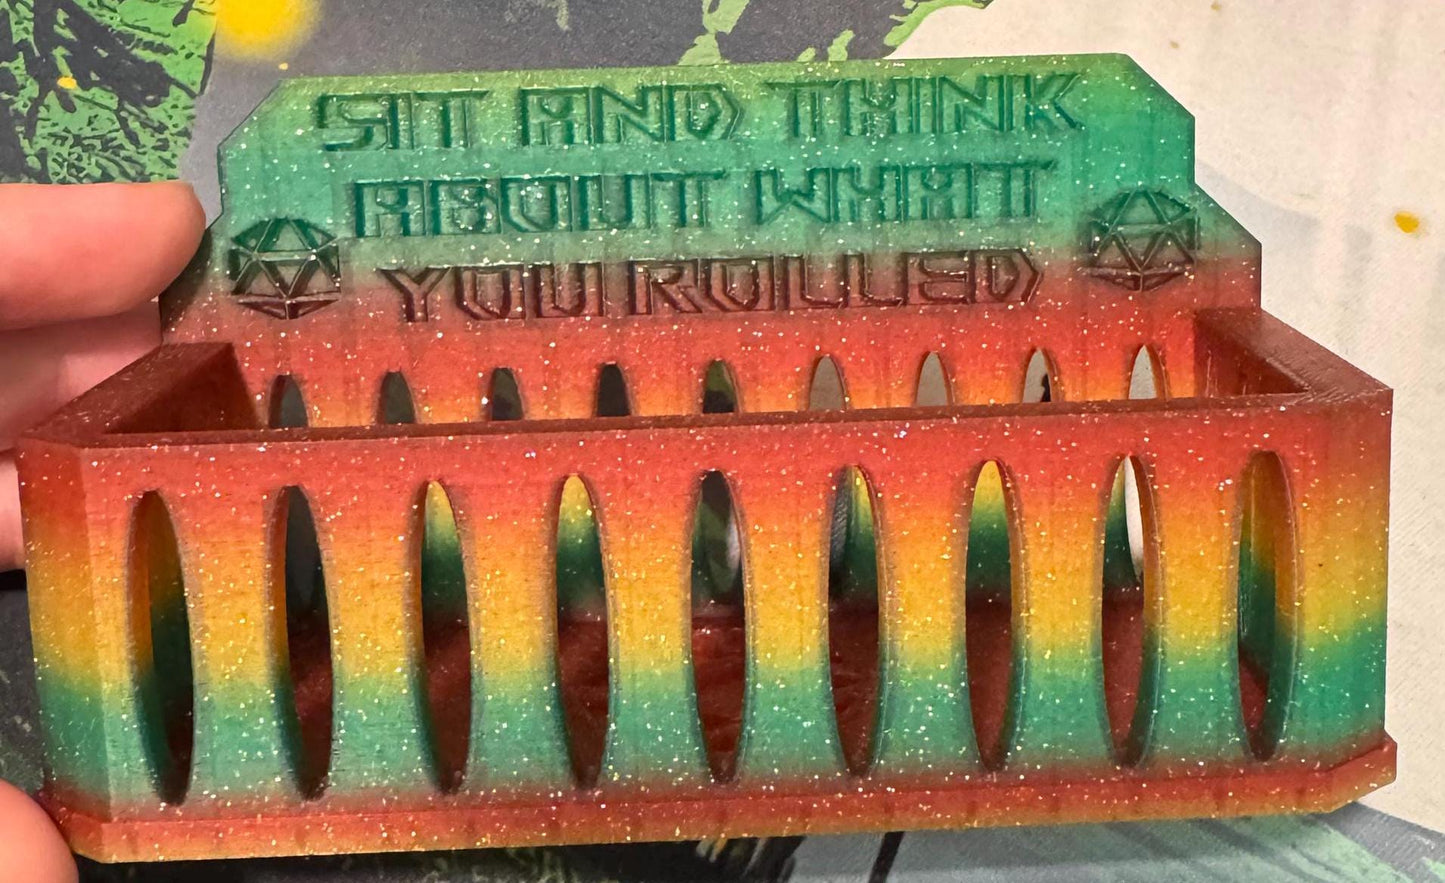 SIT AND THINK
ABOUT WHAT
YOU ROLLED